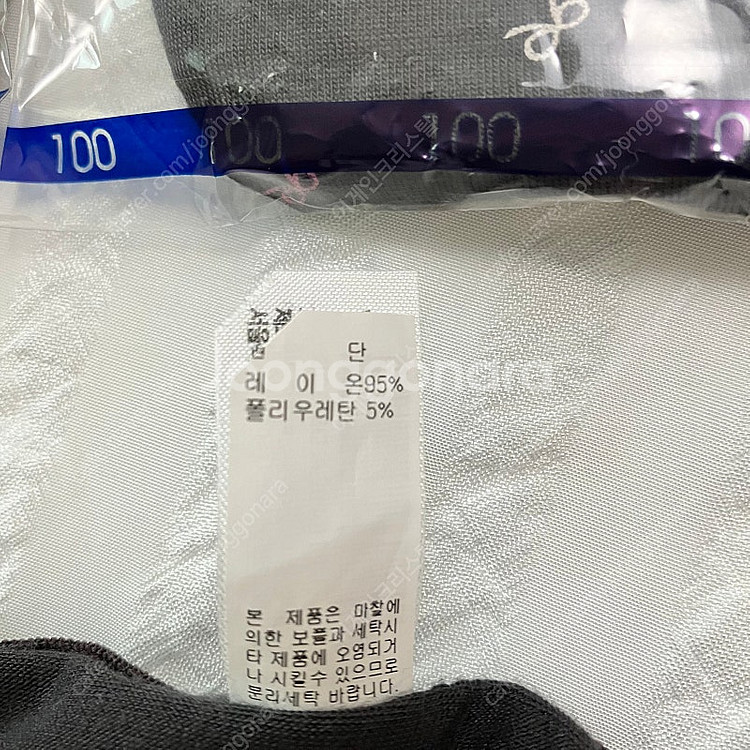 100 100 100 10
단
레 이 온95%
폴리우레탄 5%
본 제품은 마찰에
의한 보풀과 세탁시
타 제품에 오염되거
나 시킬수 있으므로
분리세탁 바랍니다.
joonggonara